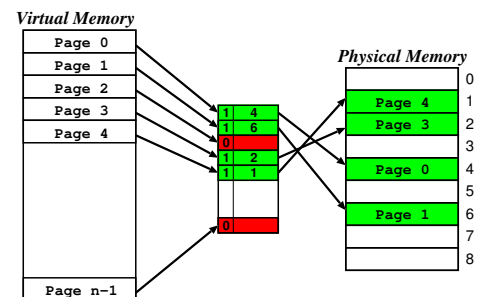 Virtual Memory
Page 0
Page 1
Page 2
Page 3
Page 4
Page n-1
1 4
1 6
0
1 2
1 1
0
Physical Memory
0
Page 4 1
Page 3 2
3
Page 0 4
5
Page 1 6
7
8